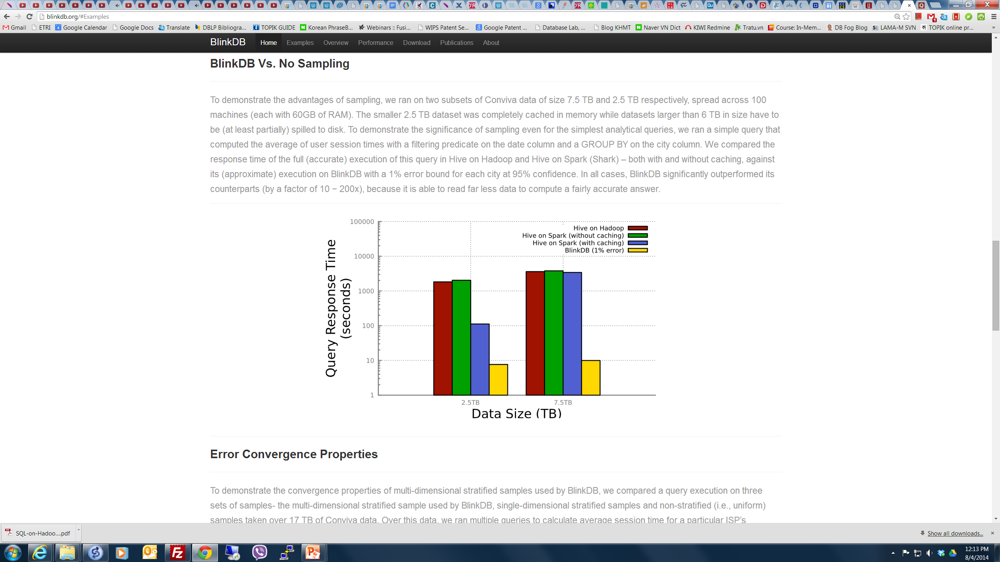 blinkdb.org/#Examples
Gmail ETRI Google Calendar Google Docs Translate DBLP Bibliogra... TOPIK GUIDE Korean PhraseB... Webinars :: Fusi... WIPS Patent Se... Google Patent ... Database Lab, ... Blog KHMT Naver VN Dict KIWI Redmine Tratu.vn Course: In-Mem... DB Fog Blog LAMA-M SVN TOPIK online pr... »
BlinkDB Home Examples Overview Performance Download Publications About
BlinkDB Vs. No Sampling
To demonstrate the advantages of sampling, we ran on two subsets of Conviva data of size 7.5 TB and 2.5 TB respectively, spread across 100
machines (each with 60GB of RAM). The smaller 2.5 TB dataset was completely cached in memory while datasets larger than 6 TB in size have to
be (at least partially) spilled to disk. To demonstrate the significance of sampling even for the simplest analytical queries, we ran a simple query that
computed the average of user session times with a filtering predicate on the date column and a GROUP BY on the city column. We compared the
response time of the full (accurate) execution of this query in Hive on Hadoop and Hive on Spark (Shark) – both with and without caching, against
its (approximate) execution on BlinkDB with a 1% error bound for each city at 95% confidence. In all cases, BlinkDB significantly outperformed its
counterparts (by a factor of 10 − 200x), because it is able to read far less data to compute a fairly accurate answer.
Query Response Time
(seconds)
100000
10000
1000
100
10
1
Hive on Hadoop
Hive on Spark (without caching)
Hive on Spark (with caching)
BlinkDB (1% error)
2.5TB 7.5TB
Data Size (TB)
Error Convergence Properties
To demonstrate the convergence properties of multi-dimensional stratified samples used by BlinkDB, we compared a query execution on three
sets of samples- the multi-dimensional stratified sample used by BlinkDB, single-dimensional stratified samples and non-stratified (i.e., uniform)
samples taken over 17 TB of Conviva data. Over this data, we ran multiple queries to calculate average session time for a particular ISP’s
SQL-on-Hadoo....pdf Show all downloads...
12:13 PM
8/4/2014